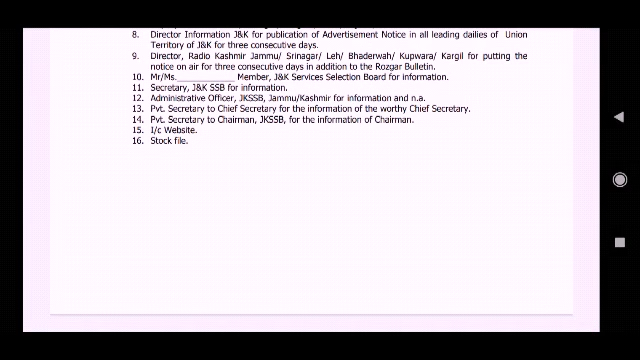 8. Director Information J&K for publication of Advertisement Notice in all leading dailies of Union
Territory of J&K for three consecutive days.
9. Director, Radio Kashmir Jammu/ Srinagar/ Leh/ Bhaderwah/ Kupwara/ Kargil for putting the
notice on air for three consecutive days in addition to the Rozgar Bulletin.
10. Mr/Ms.____________ Member, J&K Services Selection Board for information.
11. Secretary, J&K SSB for information.
12. Administrative Officer, JKSSB, Jammu/Kashmir for information and n.a.
13. Pvt. Secretary to Chief Secretary for the information of the worthy Chief Secretary.
14. Pvt. Secretary to Chairman, JKSSB, for the information of Chairman.
15. I/c Website.
16. Stock file.